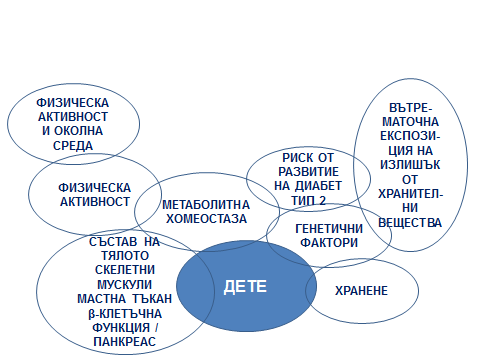 ФИЗИЧЕСКА
АКТИВНОСТ
И ОКОЛНА
СРЕДА
ФИЗИЧЕСКА
АКТИВНОСТ
МЕТАБОЛИТНА
ХОМЕОСТАЗА
РИСК ОТ
РАЗВИТИЕ
НА ДИАБЕТ
ТИП 2
ВЪТРЕ-
МАТОЧНА
ЕКСПОЗИ-
ЦИЯ НА
ИЗЛИШЪК
ОТ
ХРАНИТЕЛ-
НИ
ВЕЩЕСТВА
ГЕНЕТИЧНИ
ФАКТОРИ
СЪСТАВ НА
ТЯЛОТО
СКЕЛЕТНИ
МУСКУЛИ
МАСТНА ТЪКАН
β-КЛЕТЪЧНА
ФУНКЦИЯ /
ПАНКРЕАС
ДЕТЕ
ХРАНЕНЕ